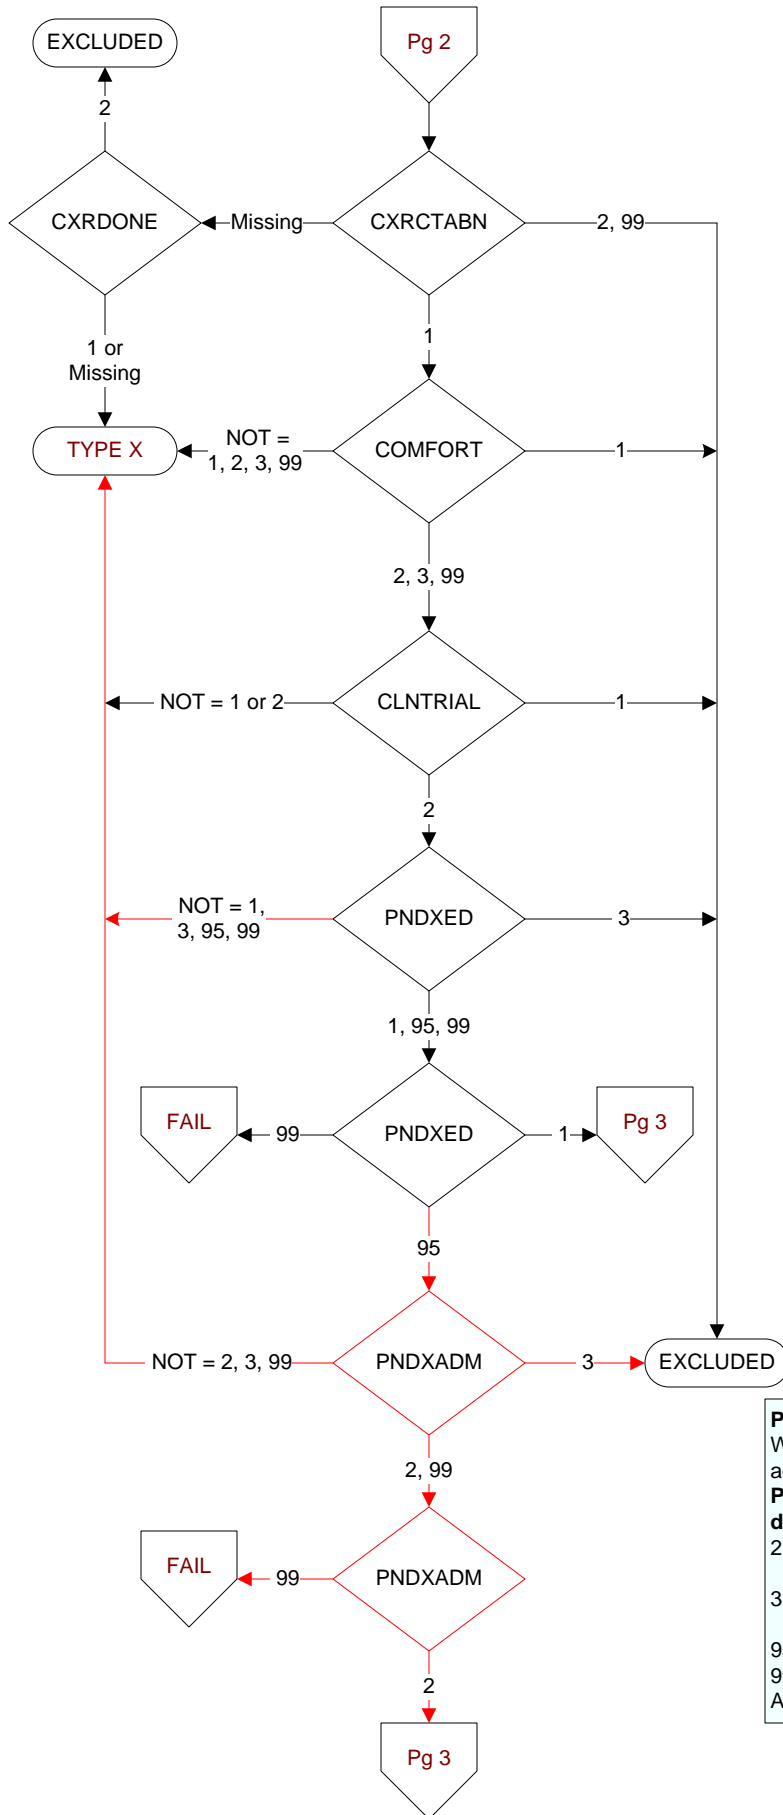 EXCLUDED
Pg 2
2
CXRDONE
Missing
CXRCTABN
2, 99
1 or
Missing
1
TYPE X
NOT =
1, 2, 3, 99
COMFORT
1
2, 3, 99
NOT = 1 or 2
CLNTRIAL
1
2
NOT = 1,
3, 95, 99
PNDXED
3
1, 95, 99
FAIL
99
PNDXED
1
Pg 3
95
NOT = 2, 3, 99
PNDXADM
3
EXCLUDED
2, 99
FAIL
99
PNDXADM
2
Pg 3
2
3